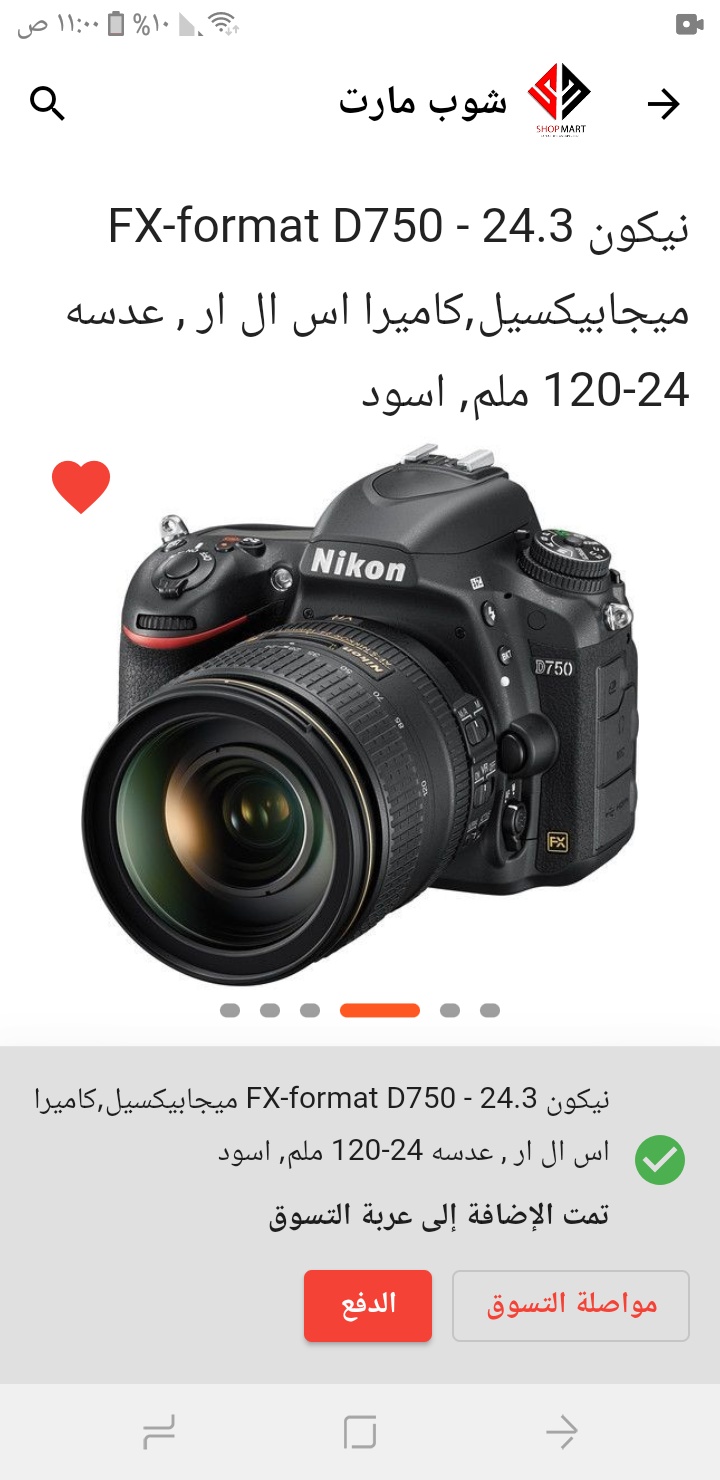 ١١:٠٠ ص %١٠
شوب مارت
SHOPMART
نيكون FX-format D750 - 24.3
ميجابيكسيل,كاميرا اس ال ار , عدسه
24-120 ملم, اسود
Nikon
D750
FX
نيكون FX-format D750 - 24.3 ميجابيكسيل,كاميرا
اس ال ار , عدسه 24-120 ملم, اسود
تمت الإضافة إلى عربة التسوق
مواصلة التسوق
الدفع